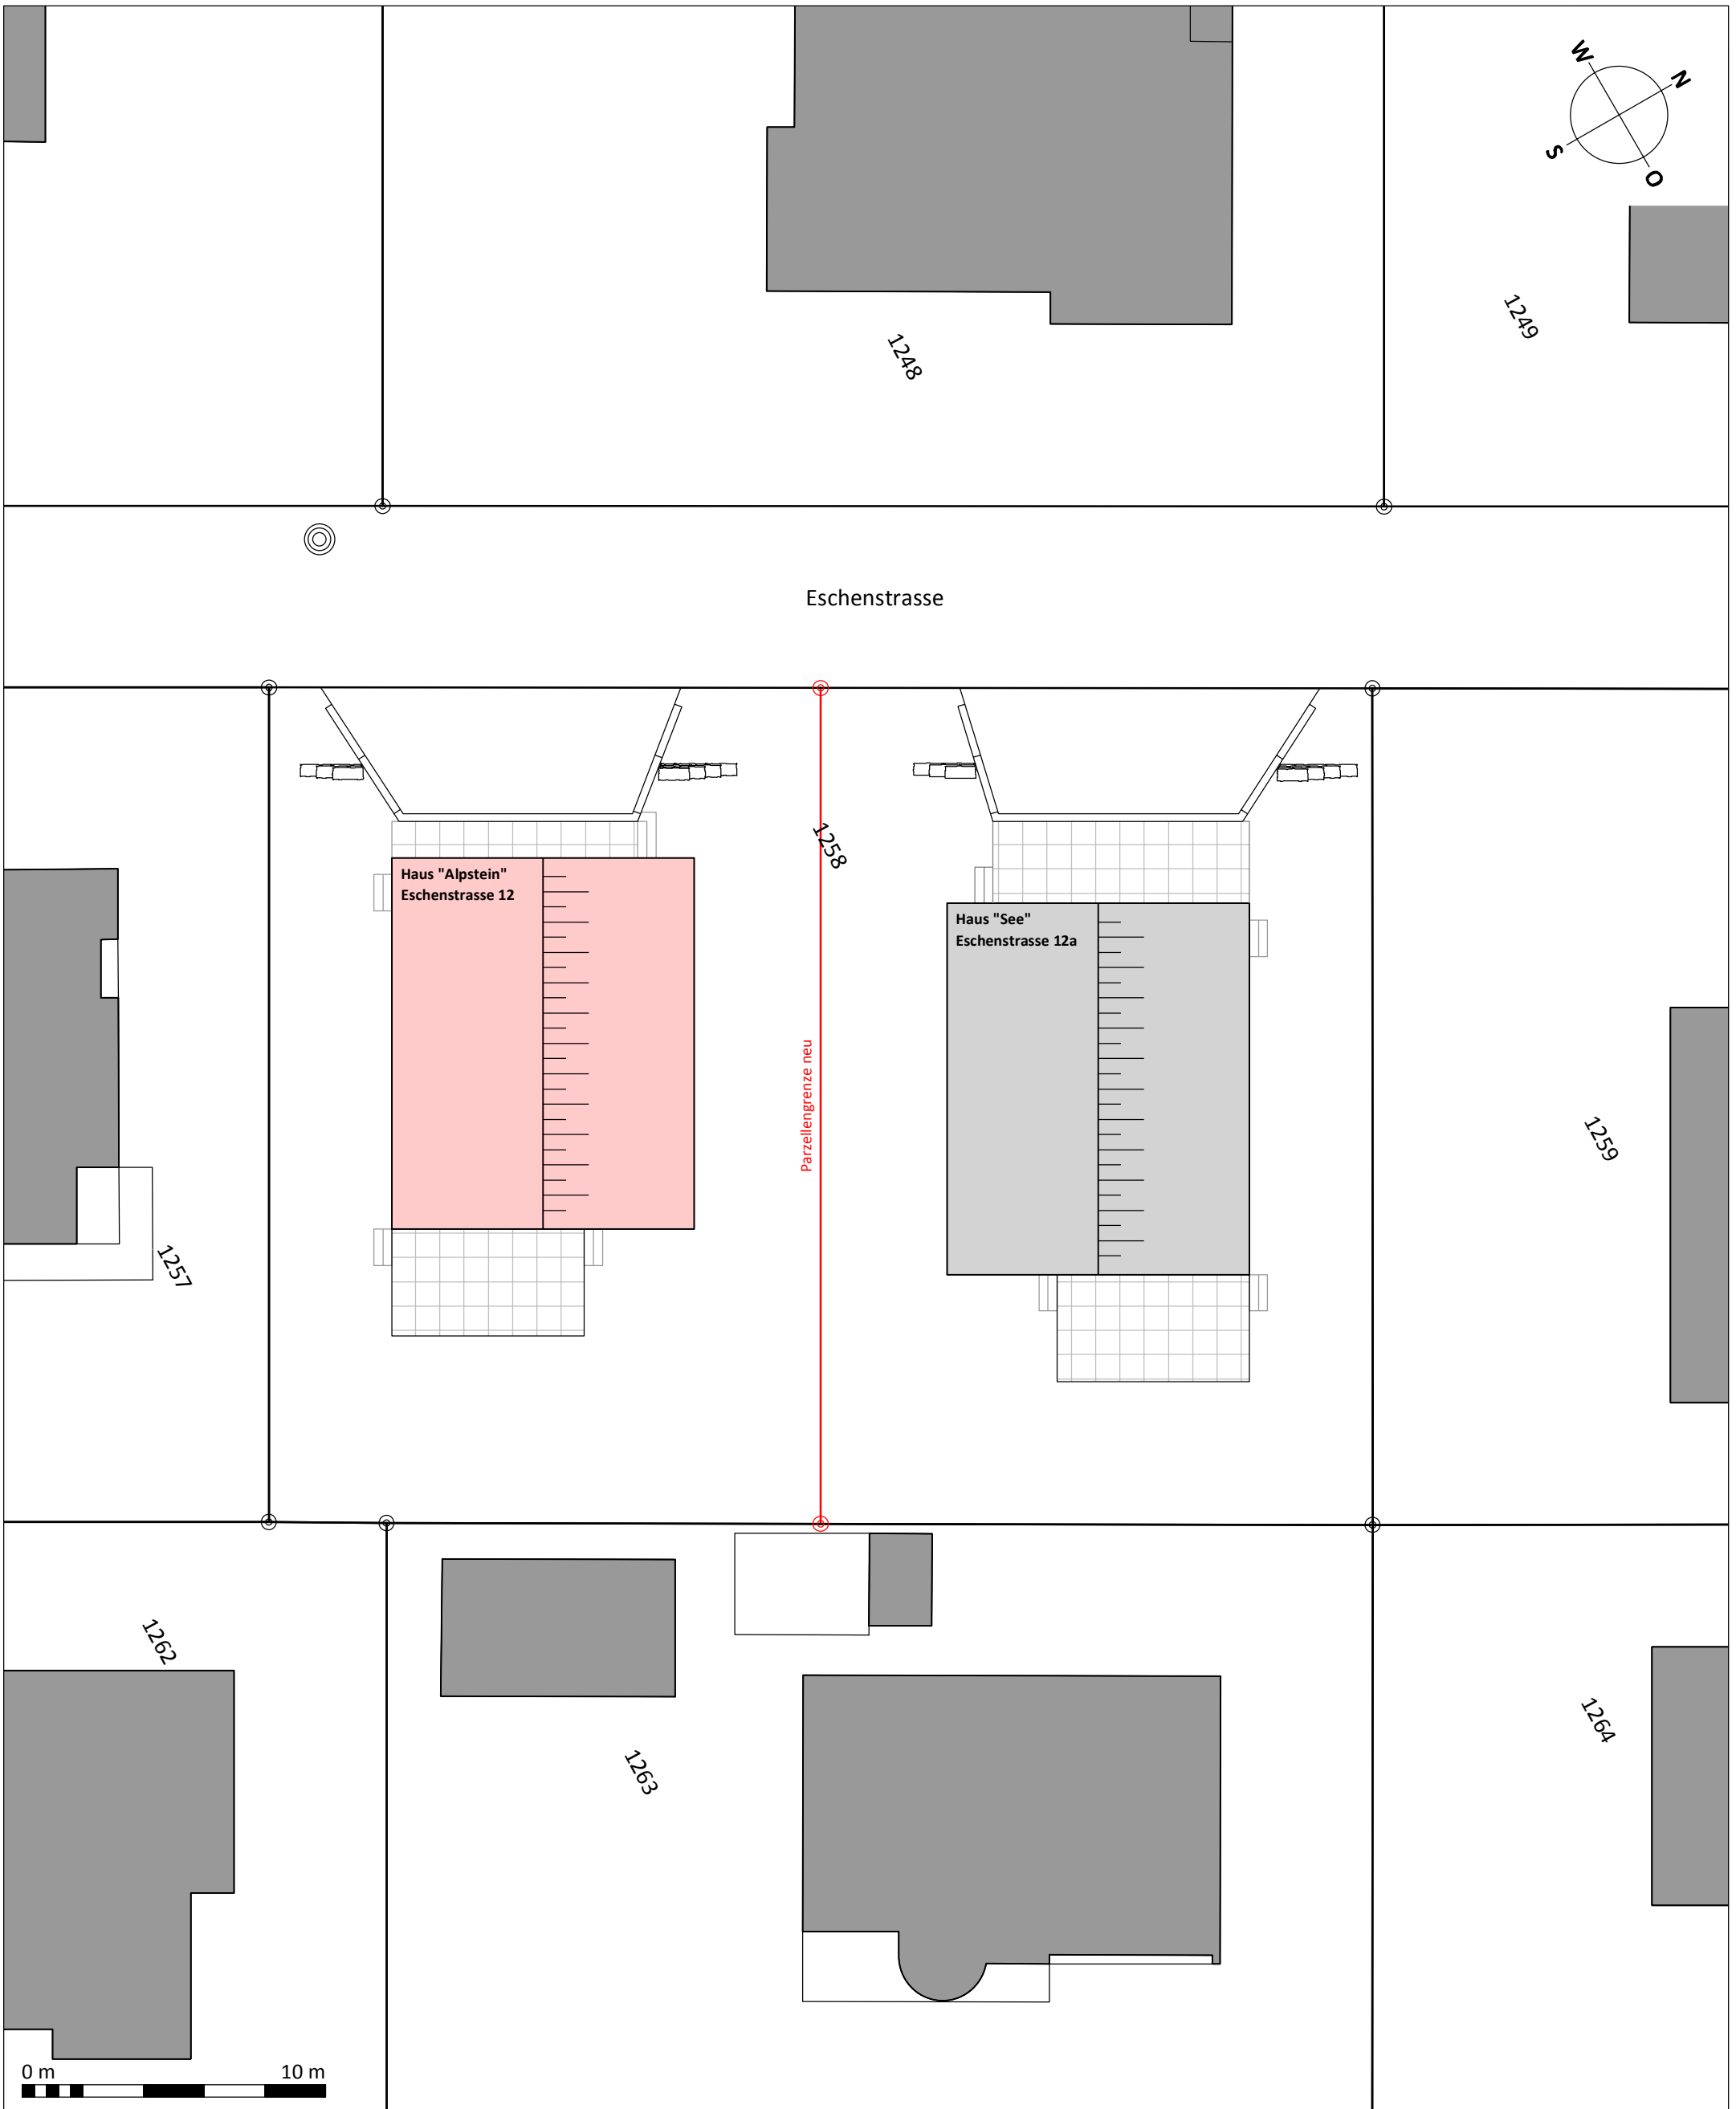 W
N
S
O
1249
1248
Eschenstrasse
1258
Haus "Alpstein"
Eschenstrasse 12
Haus "See"
Eschenstrasse 12a
Parzellengrenze neu
1259
1257
1262
1264
1263
0 m
10 m